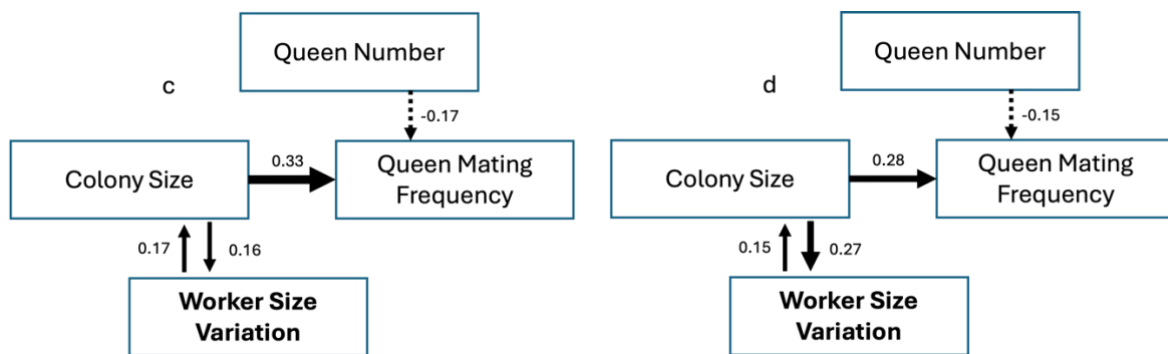 Queen Number
c
-0.17
Colony Size
0.33
Queen Mating
Frequency
0.17
0.16
Worker Size
Variation
Queen Number
d
-0.15
Colony Size
0.28
Queen Mating
Frequency
0.15
0.27
Worker Size
Variation